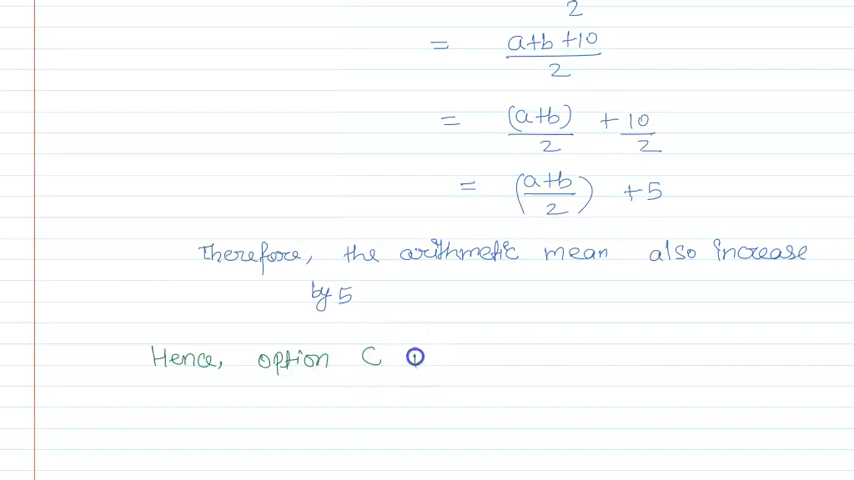 2
= a+b+10
2
= (a+b) + 10
2 2
= (a+b) + 5
2
Therefore, the arithmetic mean also increase
by 5
Hence, option C